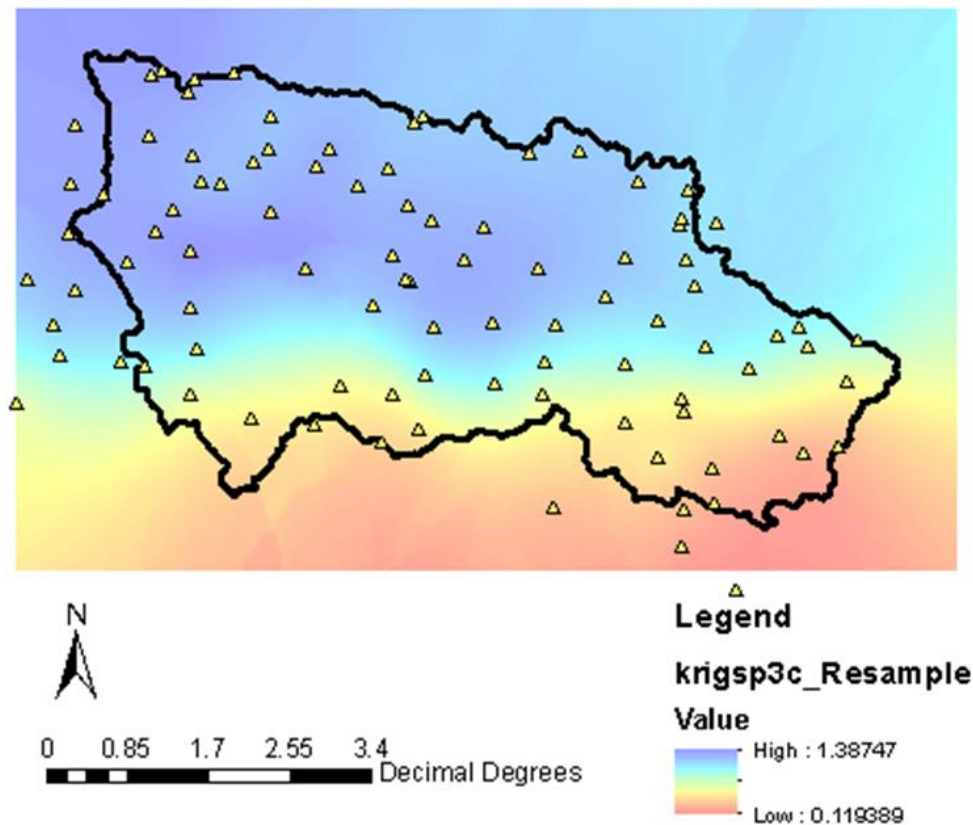 N
0 0.85 1.7 2.55 3.4
Decimal Degrees
Legend
krigsp3c_Resample
Value
High : 1.38747
Low : 0.119389